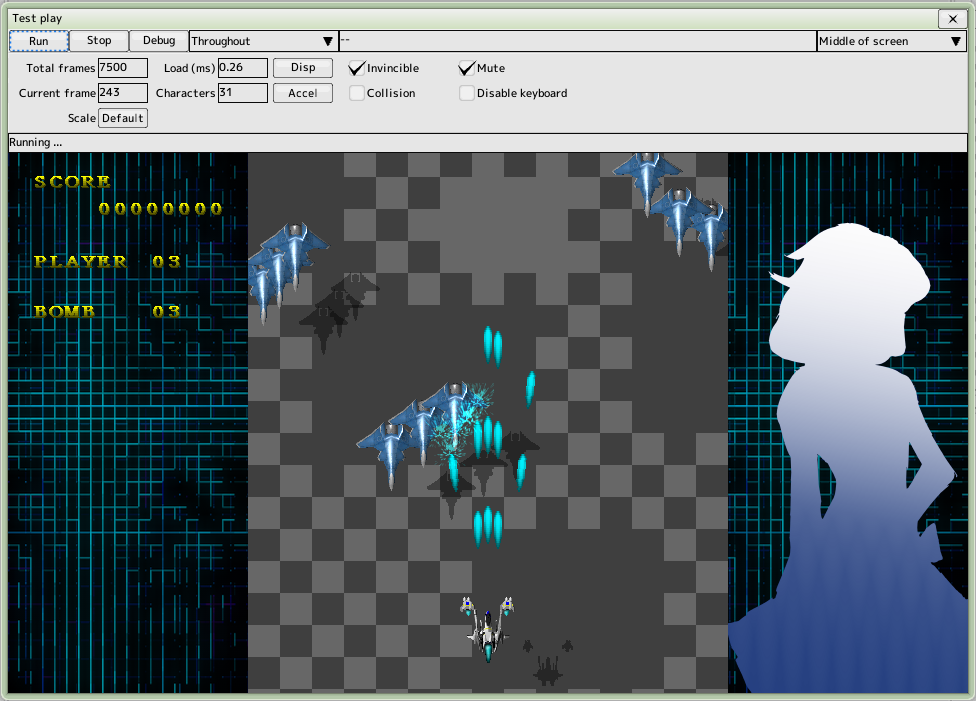 Test play
Run Stop Debug Throughout -- Middle of screen
Total frames 7500 Load (ms) 0.26 Disp Invincible Mute
Current frame 243 Characters 31 Accel Collision Disable keyboard
Scale Default
Running ...
SCORE
00000000
PLAYER 03
BOMB 03